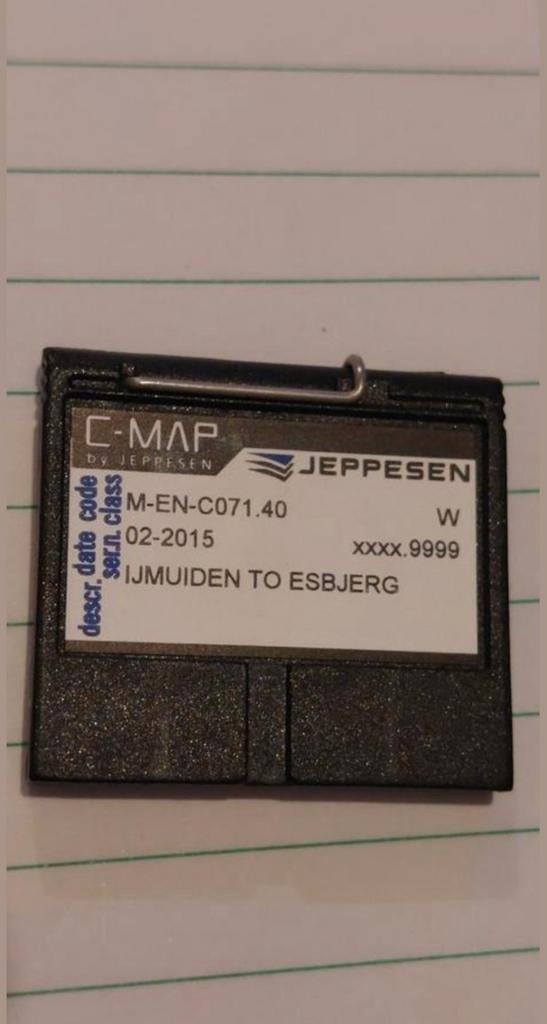 C-MAP
by JEPPESEN
JEPPESEN
descr. date code
ser.n. class
M-EN-C071.40 W
02-2015 xxxx.9999
IJMUIDEN TO ESBJERG